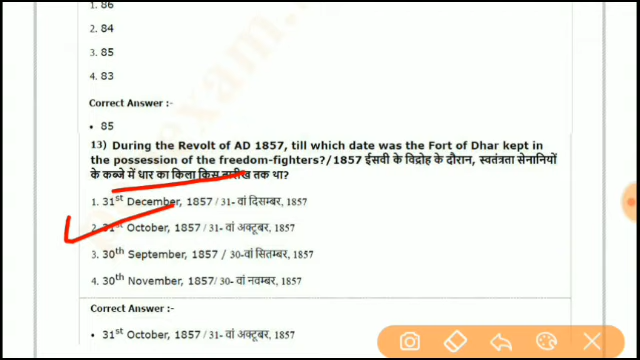 1. 86
2. 84
3. 85
4. 83
Correct Answer :-
• 85
13) During the Revolt of AD 1857, till which date was the Fort of Dhar kept in
the possession of the freedom-fighters?/1857 ईसवी के विद्रोह के दौरान, स्वतंत्रता सेनानियों
के कब्जे में धार का किला किस तारीख तक था?
1. 31st December, 1857 / 31- वां दिसम्बर, 1857
2. 31st October, 1857 / 31- वां अक्टूबर, 1857
3. 30th September, 1857 / 30-वां सितम्बर, 1857
4. 30th November, 1857/ 30- वां नवम्बर, 1857
Correct Answer :-
• 31st October, 1857 / 31- वां अक्टूबर, 1857